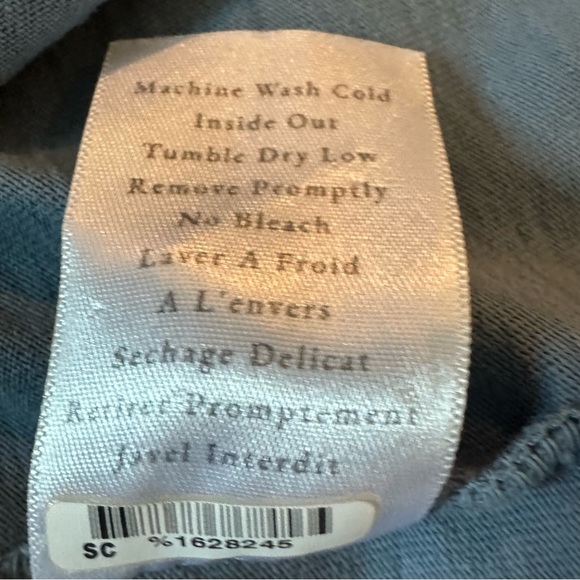 Machine Wash Cold
Inside Out
Tumble Dry Low
Remove Promptly
No Bleach
Laver A Froid
A L'envers
Sechage Delicat
Retirer Promptement
Javel Interdit
SC %1628245